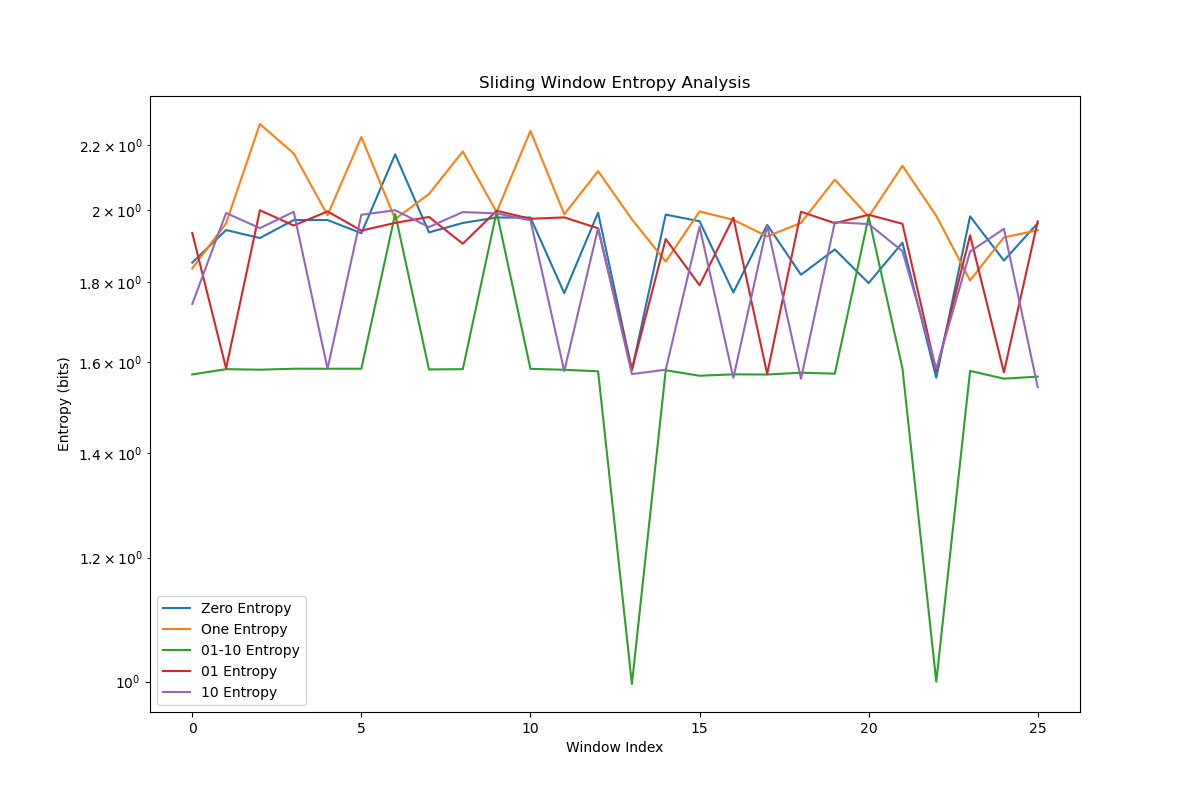 Sliding Window Entropy Analysis
Entropy (bits)
2.2 × 10⁰
2 × 10⁰
1.8 × 10⁰
1.6 × 10⁰
1.4 × 10⁰
1.2 × 10⁰
10⁰
Zero Entropy
One Entropy
01-10 Entropy
01 Entropy
10 Entropy
0 5 10 15 20 25
Window Index